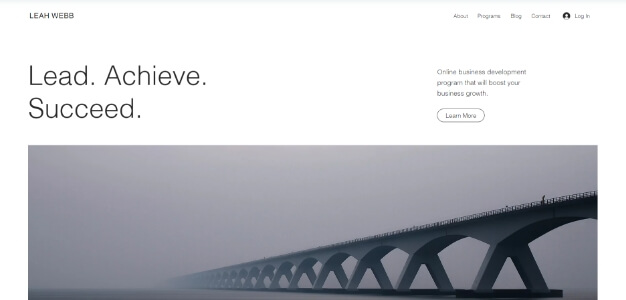 LEAH WEBB
About Programs Blog Contact Log In
Lead. Achieve.
Succeed.
Online business development
program that will boost your
business growth.
Learn More